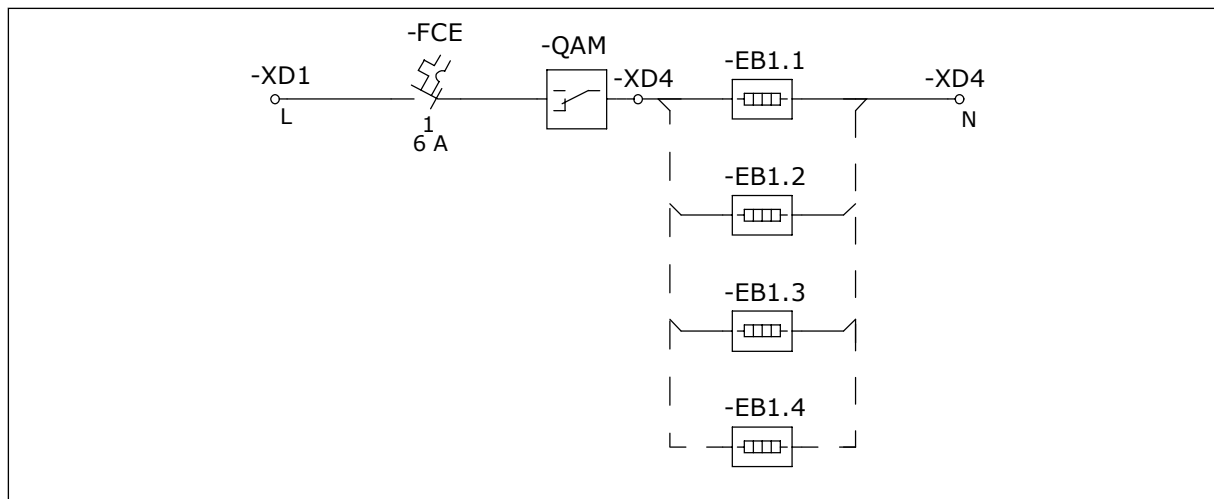 -FCE
-QAM
-XD1
-XD4
-EB1.1
-XD4
L
1
6 A
N
-EB1.2
-EB1.3
-EB1.4